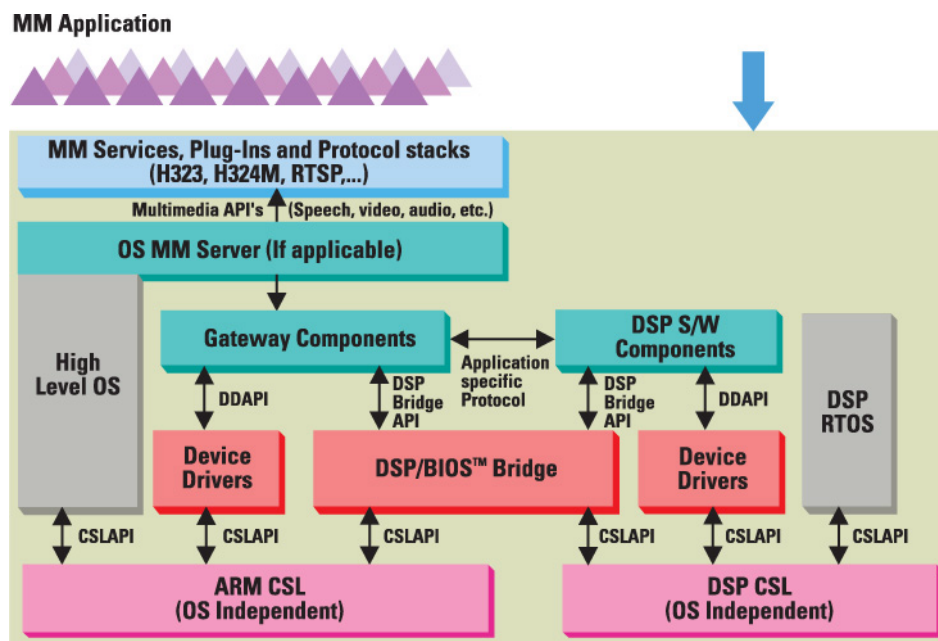 MM Application
MM Services, Plug-Ins and Protocol stacks
(H323, H324M, RTSP,...)
Multimedia API's
(Speech, video, audio, etc.)
OS MM Server (If applicable)
High
Level OS
Gateway Components
Application
specific
Protocol
DSP S/W
Components
DSP
RTOS
DDAPI
DSP
Bridge
API
DSP
Bridge
API
DDAPI
Device
Drivers
DSP/BIOS™ Bridge
Device
Drivers
CSLAPI
CSLAPI
CSLAPI
CSLAPI
CSLAPI
CSLAPI
ARM CSL
(OS Independent)
DSP CSL
(OS Independent)